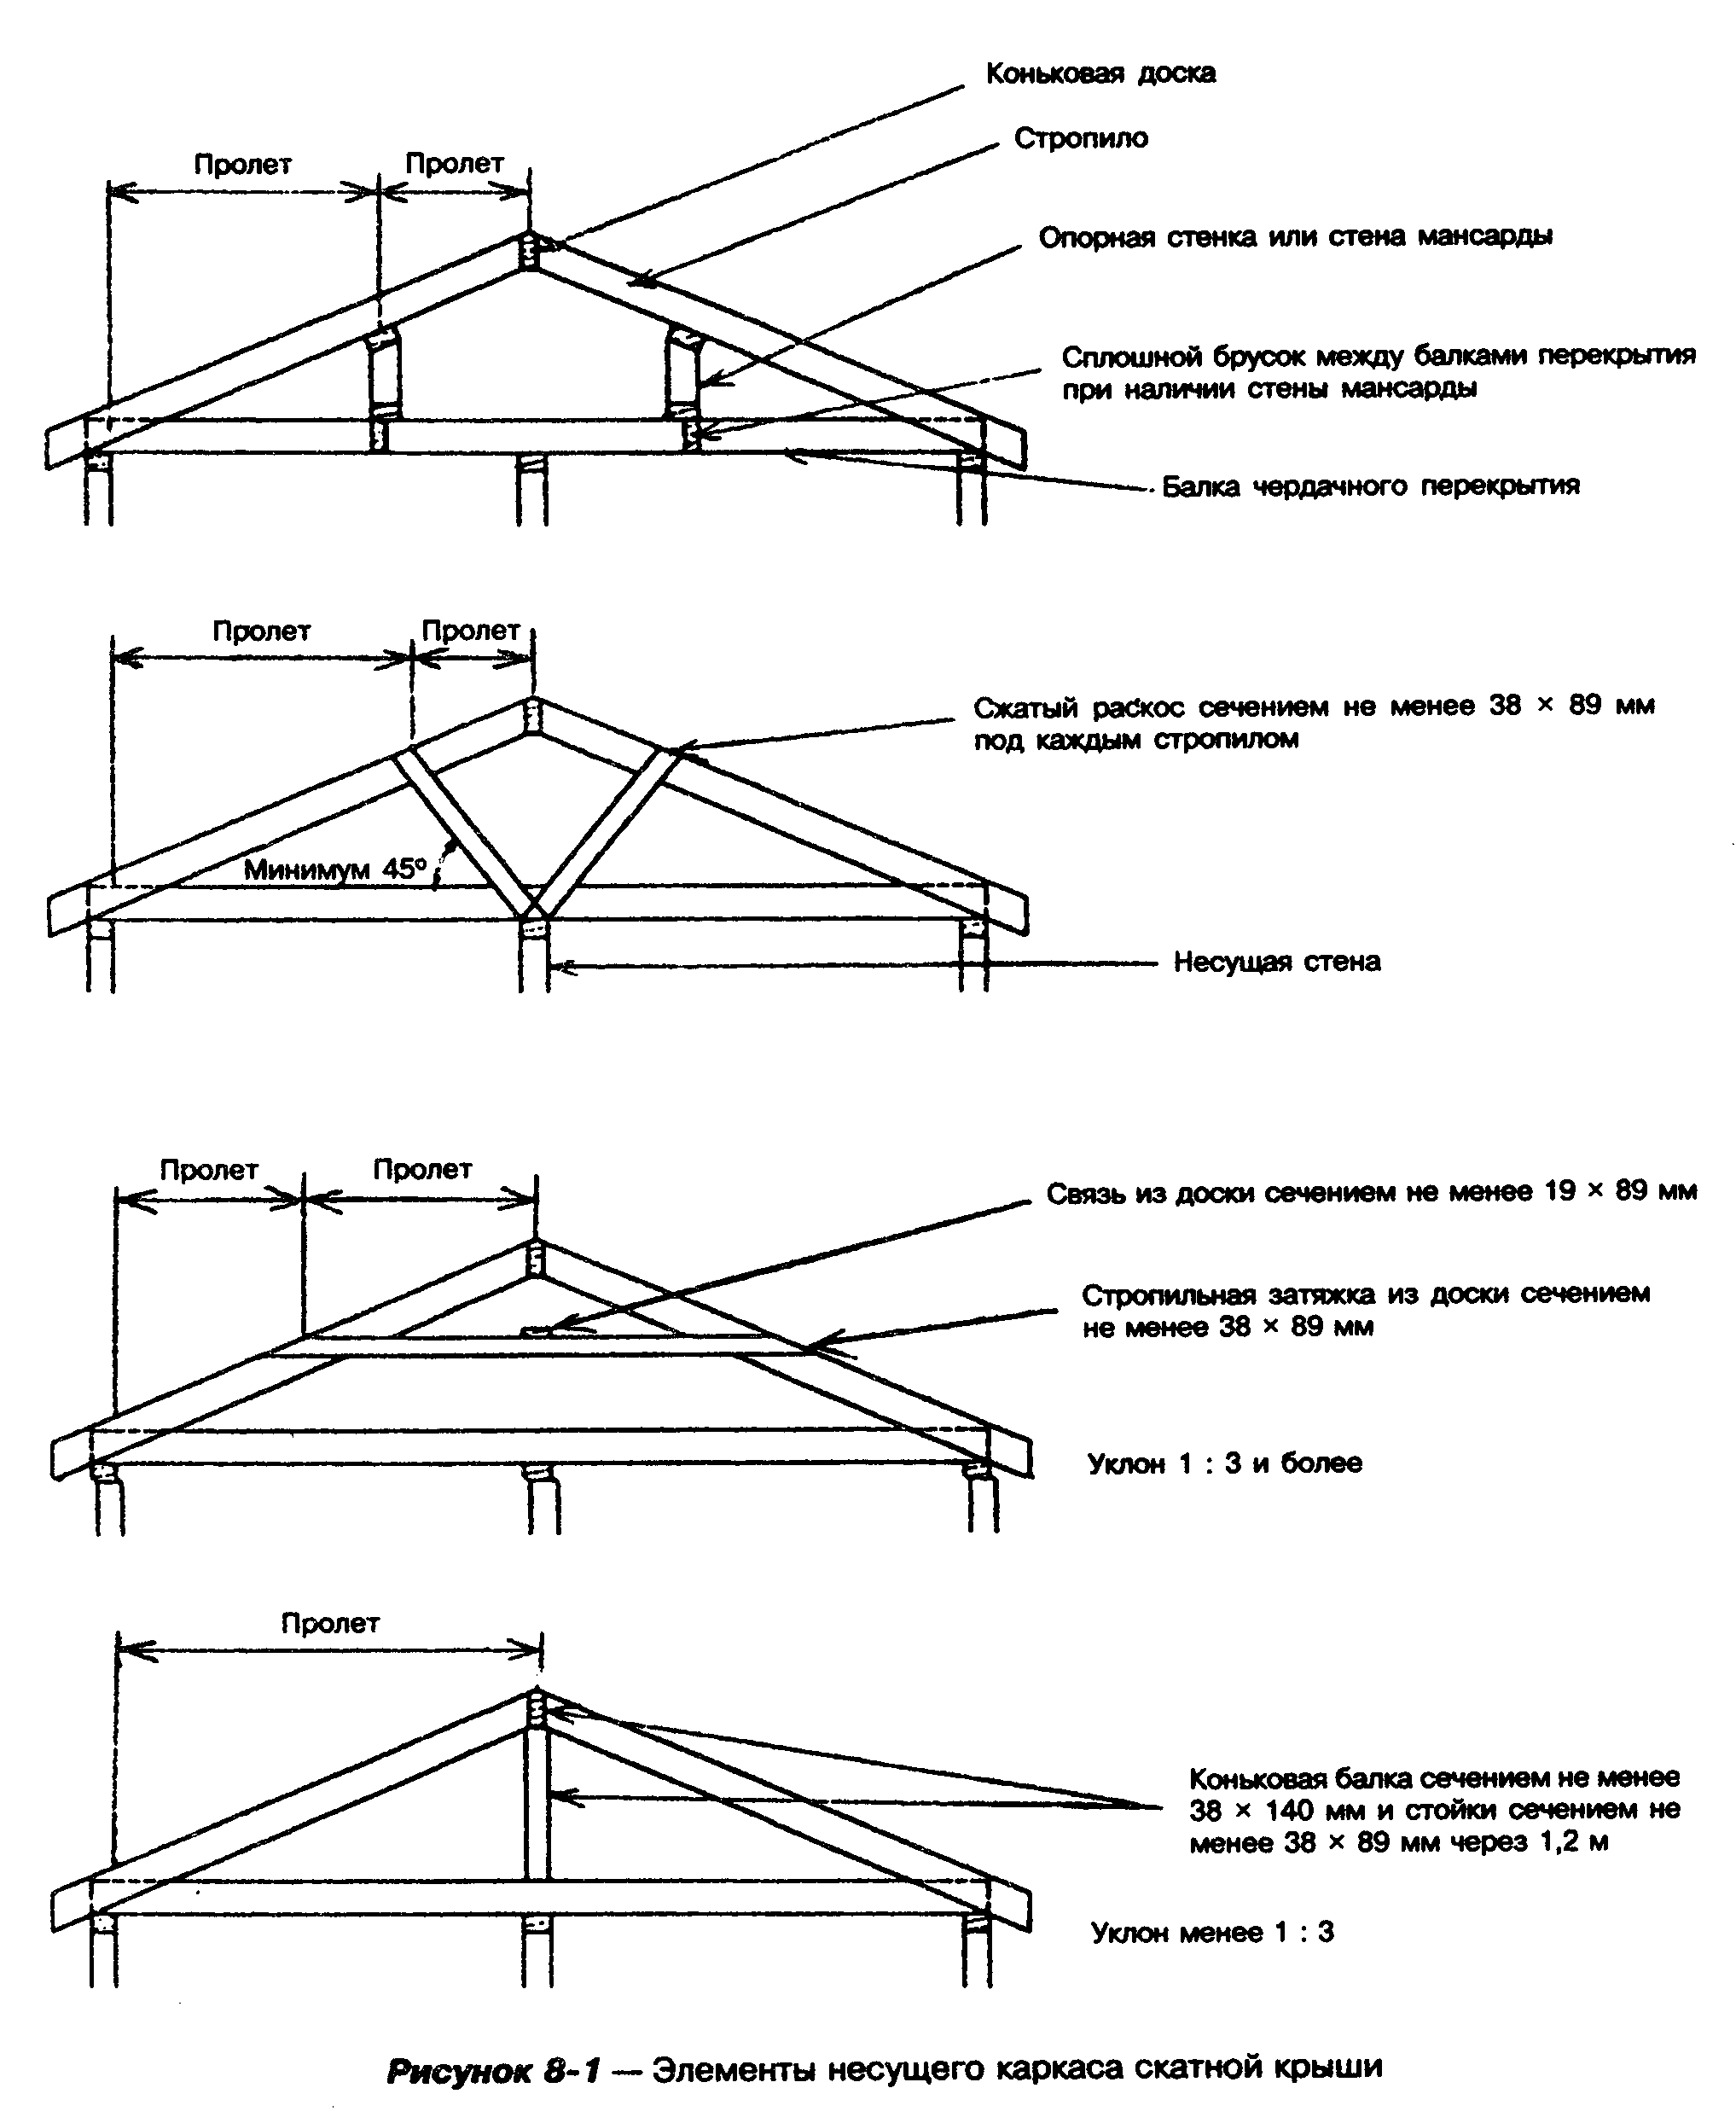 Коньковая доска
Стропило
Пролет
Пролет
Опорная стенка или стена мансарды
Сплошной брусок между балками перекрытия
при наличии стены мансарды
Балка чердачного перекрытия
Пролет
Пролет
Сжатый раскос сечением не менее 38 × 89 мм
под каждым стропилом
Минимум 45°
Несущая стена
Пролет
Пролет
Связь из доски сечением не менее 19 × 89 мм
Стропильная затяжка из доски сечением
не менее 38 × 89 мм
Уклон 1 : 3 и более
Пролет
Коньковая балка сечением не менее
38 × 140 мм и стойки сечением не
менее 38 × 89 мм через 1,2 м
Уклон менее 1 : 3
Рисунок 8-1 — Элементы несущего каркаса скатной крыши